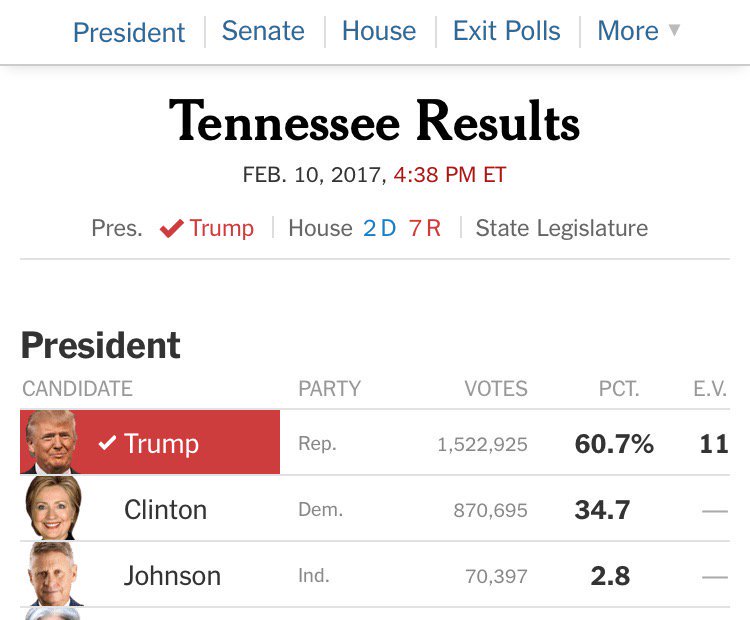 President Senate House Exit Polls More ▼
Tennessee Results
FEB. 10, 2017, 4:38 PM ET
Pres. ✓ Trump House 2 D 7 R State Legislature
President
CANDIDATE PARTY VOTES PCT. E.V.
✓ Trump Rep. 1,522,925 60.7% 11
Clinton Dem. 870,695 34.7 —
Johnson Ind. 70,397 2.8 —